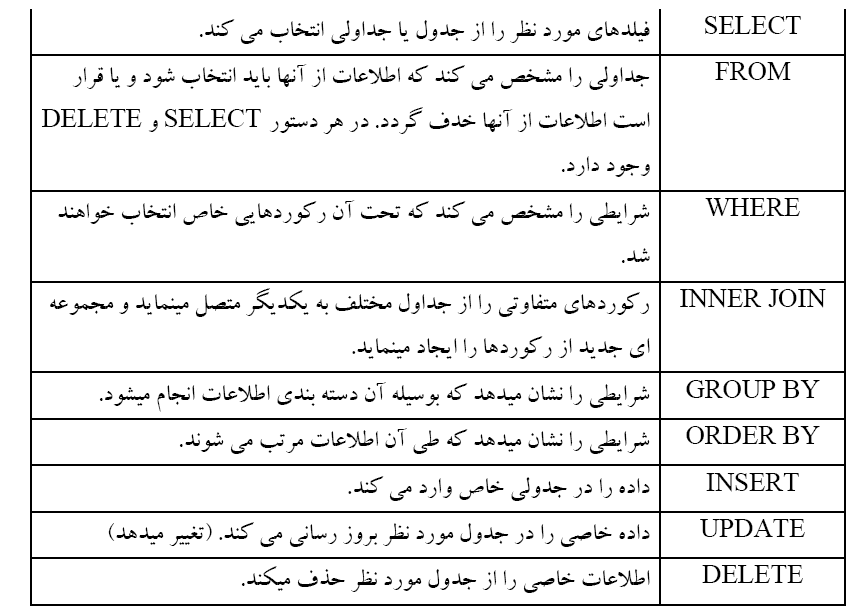 SELECT فیلدهای مورد نظر را از جدول یا جداولی انتخاب می کند.
FROM جداولی را مشخص می کند که اطلاعات از آنها باید انتخاب شود و یا قرار
است اطلاعات از آنها خدف گردد. در هر دستور SELECT و DELETE
وجود دارد.
WHERE شرایطی را مشخص می کند که تحت آن رکوردهایی خاص انتخاب خواهند
شد.
INNER JOIN رکوردهای متفاوتی را از جداول مختلف به یکدیگر متصل مینماید و مجموعه
ای جدید از رکوردها را ایجاد مینماید.
GROUP BY شرایطی را نشان میدهد که بوسیله آن دسته بندی اطلاعات انجام میشود.
ORDER BY شرایطی را نشان میدهد که طی آن اطلاعات مرتب می شوند.
INSERT داده را در جدولی خاص وارد می کند.
UPDATE داده خاصی را در جدول مورد نظر بروز رسانی می کند. (تغییر میدهد)
DELETE اطلاعات خاصی را از جدول مورد نظر حذف میکند.